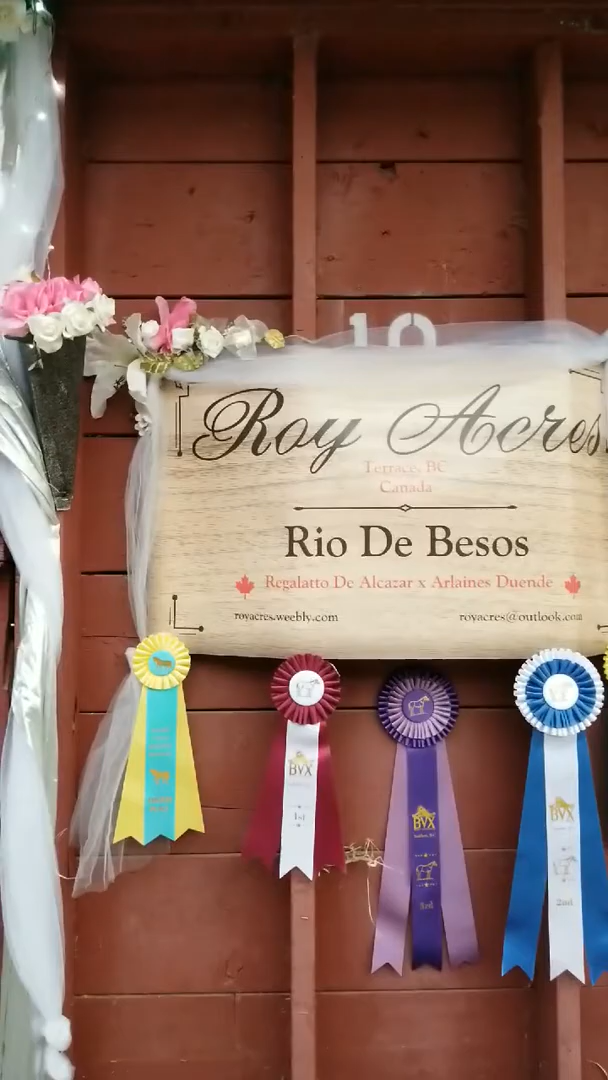 10
Roy Acres
Terrace, BC
Canada
Rio De Besos
Regalatto De Alcazar x Arlaines Duende
royacres.weebly.com
royacres@outlook.com
BVX
1st
BVX
3rd
BVX
2nd